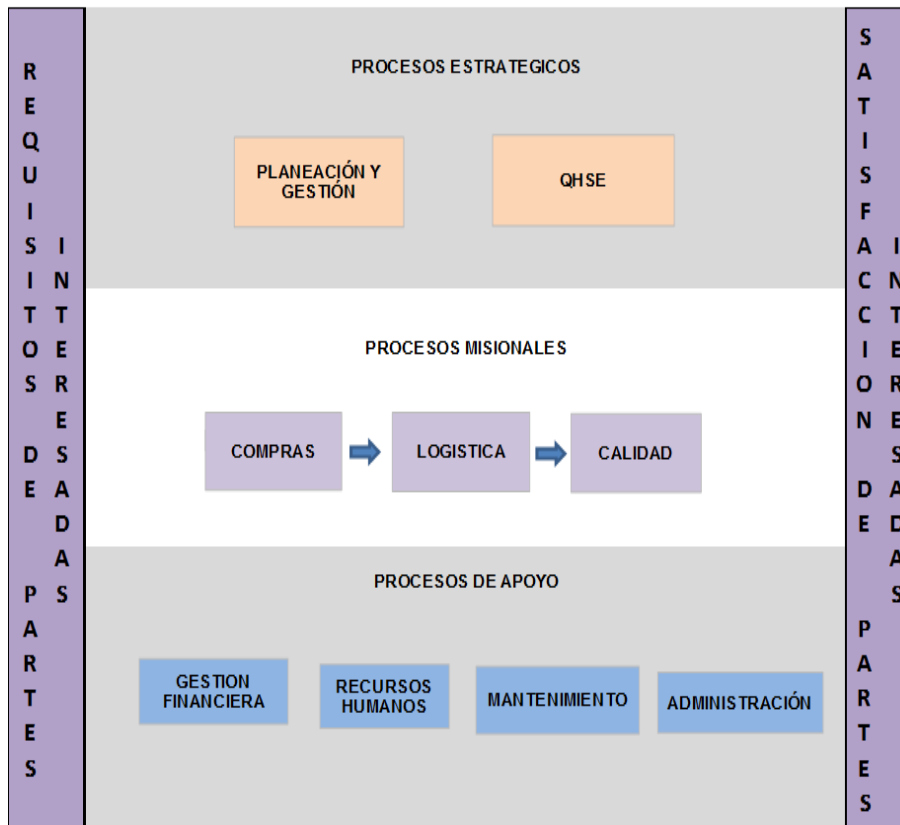 REQUISITOS DE PARTES
INTERESADAS
PROCESOS ESTRATEGICOS
PLANEACIÓN Y
GESTIÓN
QHSE
PROCESOS MISIONALES
COMPRAS
LOGISTICA
CALIDAD
PROCESOS DE APOYO
GESTION
FINANCIERA
RECURSOS
HUMANOS
MANTENIMIENTO
ADMINISTRACIÓN
SATISFACCION DE PARTES
INTERESADAS